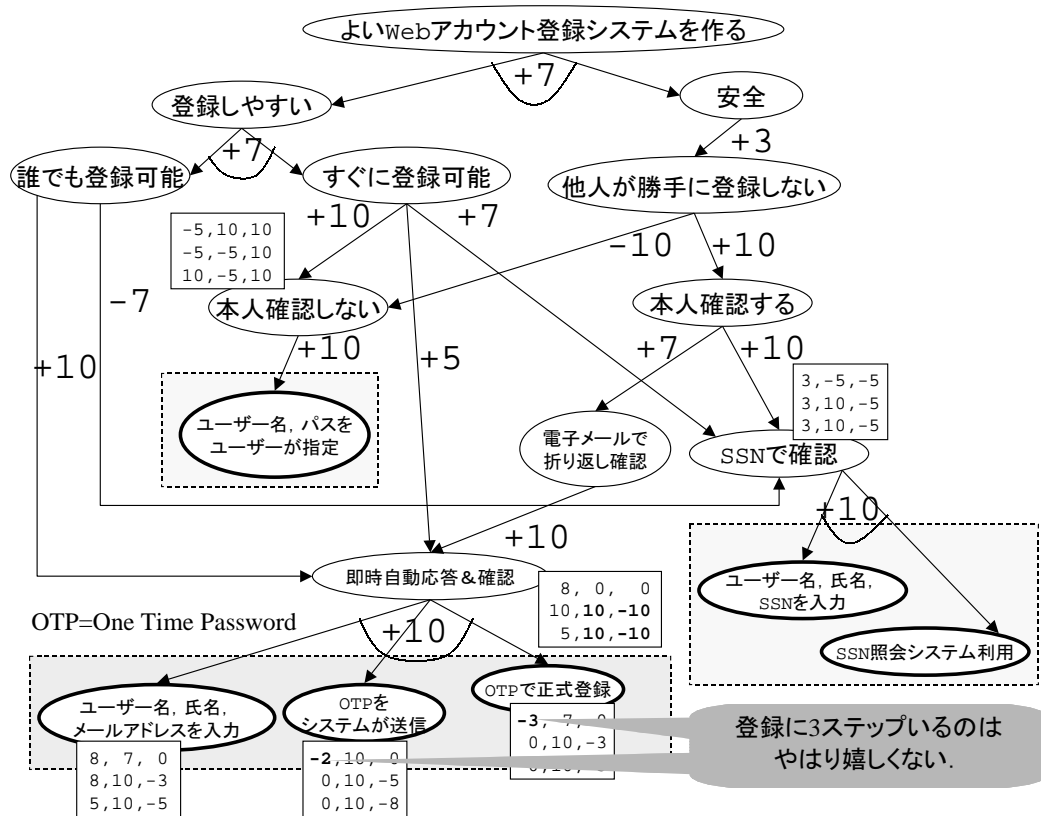 よいWebアカウント登録システムを作る
+7
登録しやすい
安全
+7
+3
誰でも登録可能
すぐに登録可能
他人が勝手に登録しない
+10
+7
-10
+10
-5,10,10
-5,-5,10
10,-5,10
-7
本人確認しない
本人確認する
+10
+10
+5
+7
+10
3,-5,-5
3,10,-5
3,10,-5
ユーザー名, パスを
ユーザーが指定
電子メールで
折り返し確認
SSNで確認
+10
+10
即時自動応答&確認
8, 0, 0
10,10,-10
5,10,-10
ユーザー名, 氏名,
SSNを入力
OTP=One Time Password
+10
SSN照会システム利用
ユーザー名, 氏名,
メールアドレスを入力
OTPを
システムが送信
OTPで正式登録
-3, 7, 0
0,10,-3
8, 7, 0
8,10,-3
5,10,-5
-2,10, 0
0,10,-5
0,10,-8
登録に3ステップいるのは
やはり嬉しくない.